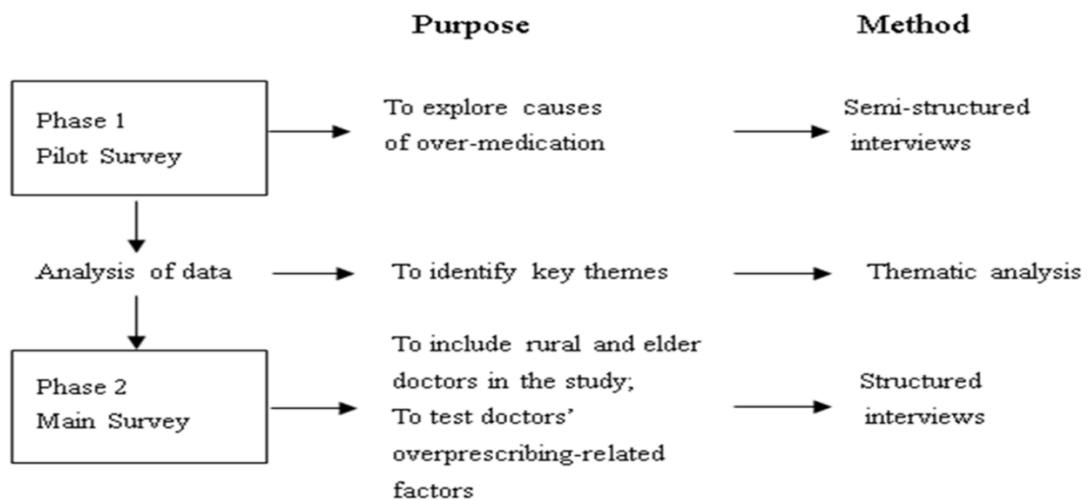 Purpose
Method
Phase 1
Pilot Survey
To explore causes
of over-medication
Semi-structured
interviews
Analysis of data
To identify key themes
Thematic analysis
Phase 2
Main Survey
To include rural and elder
doctors in the study;
To test doctors’
overprescribing-related
factors
Structured
interviews